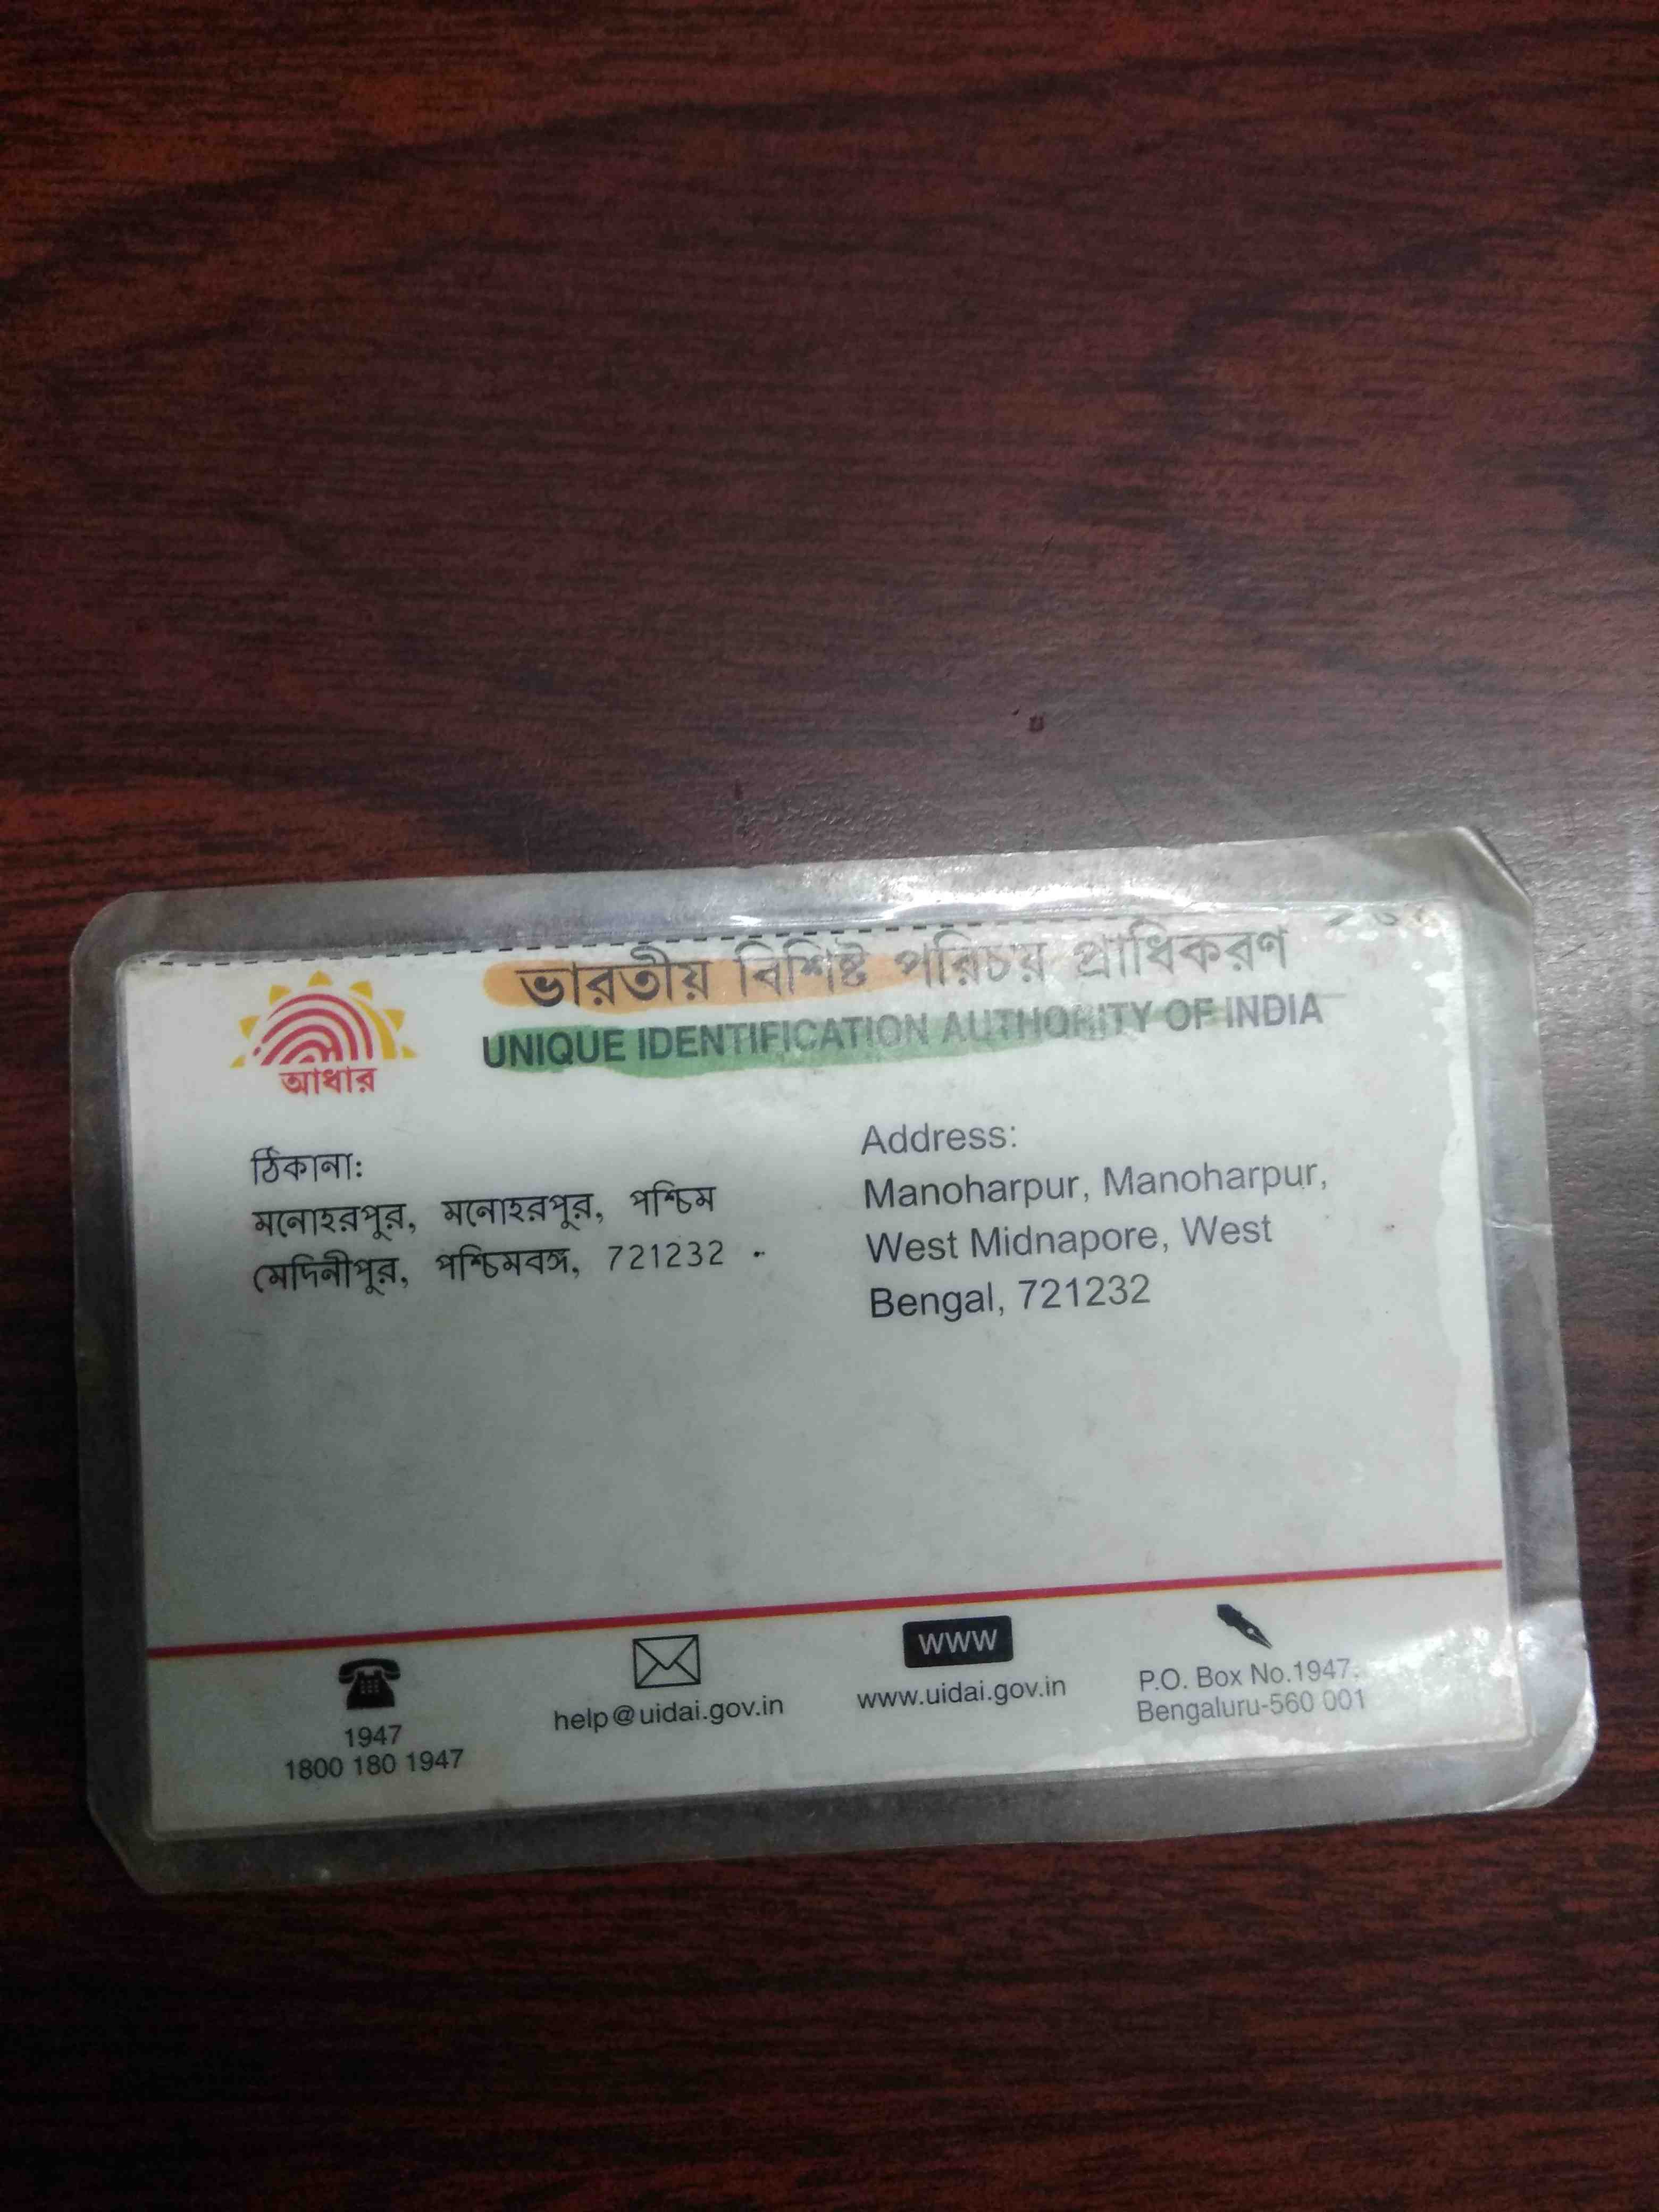 ভারতীয় বিশিষ্ট পরিচয় প্রাধিকরণ
UNIQUE IDENTIFICATION AUTHORITY OF INDIA
আধার
ঠিকানা:
মনোহরপুর, মনোহরপুর, পশ্চিম
মেদিনীপুর, পশ্চিমবঙ্গ, 721232
Address:
Manoharpur, Manoharpur,
West Midnapore, West
Bengal, 721232
1947
1800 180 1947
help@uidai.gov.in
WWW
www.uidai.gov.in
P.O. Box No.1947,
Bengaluru-560 001